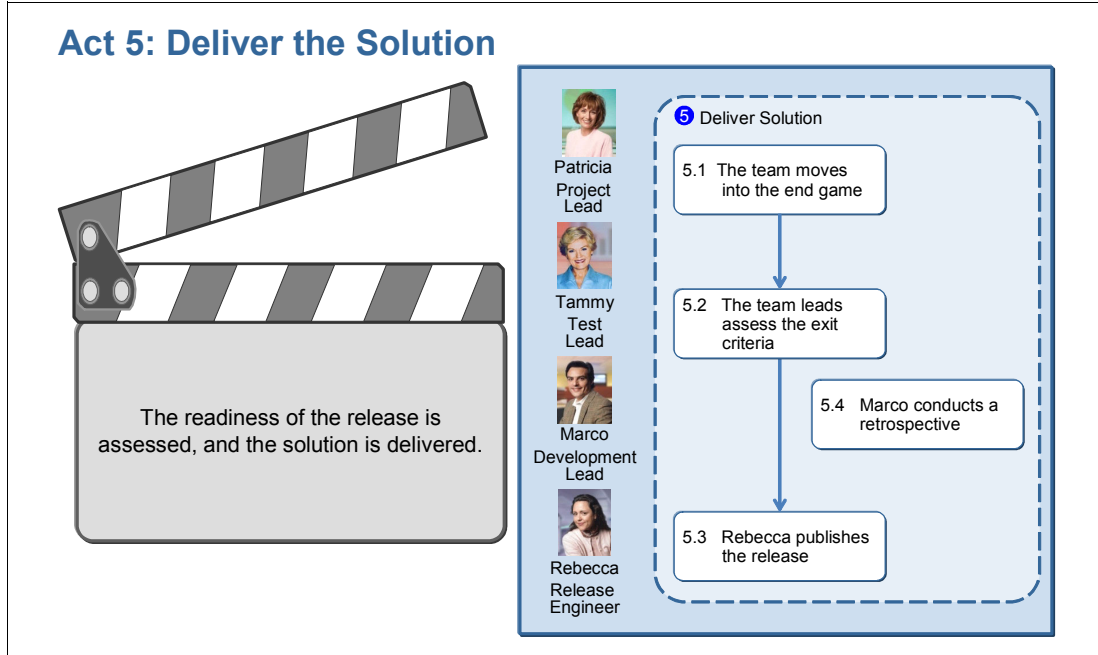 Act 5: Deliver the Solution
The readiness of the release is
assessed, and the solution is delivered.
Patricia
Project
Lead
Tammy
Test
Lead
Marco
Development
Lead
Rebecca
Release
Engineer
5 Deliver Solution
5.1 The team moves
into the end game
5.2 The team leads
assess the exit
criteria
5.4 Marco conducts a
retrospective
5.3 Rebecca publishes
the release